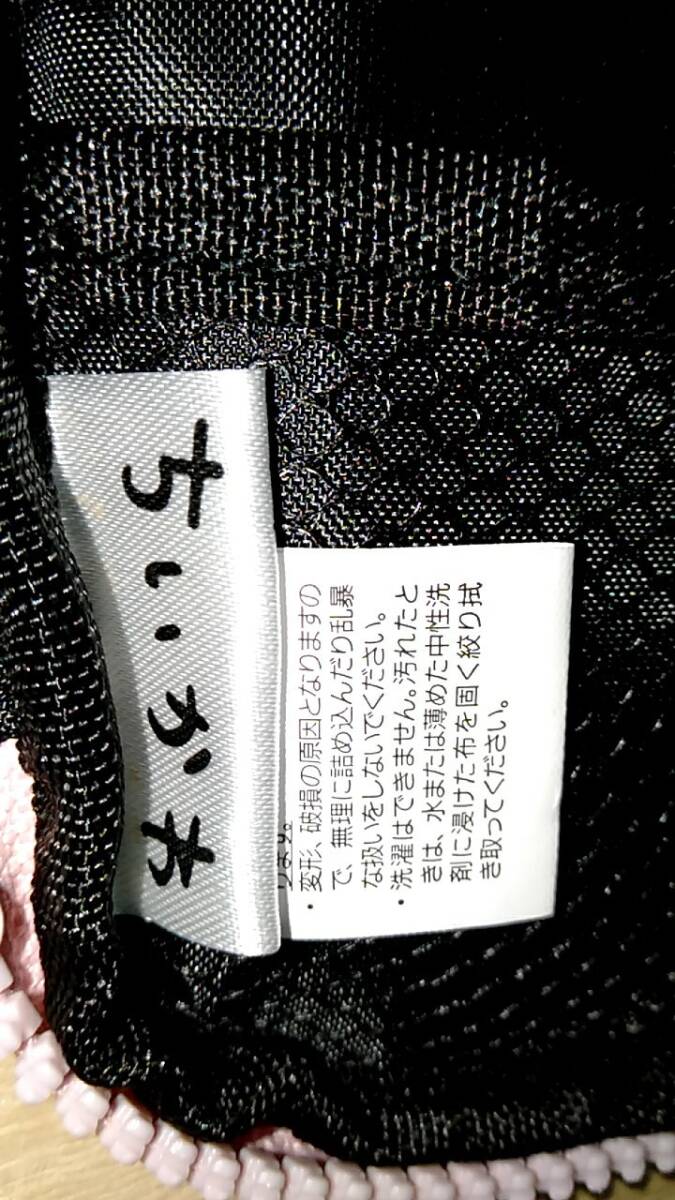 ちいかわ
ります。
・変形、破損の原因となりますの
で、無理に詰め込んだり乱暴
な扱いをしないでください。
・洗濯はできません。汚れたと
きは、水または薄めた中性洗
剤に浸けた布を固く絞り拭
き取ってください。